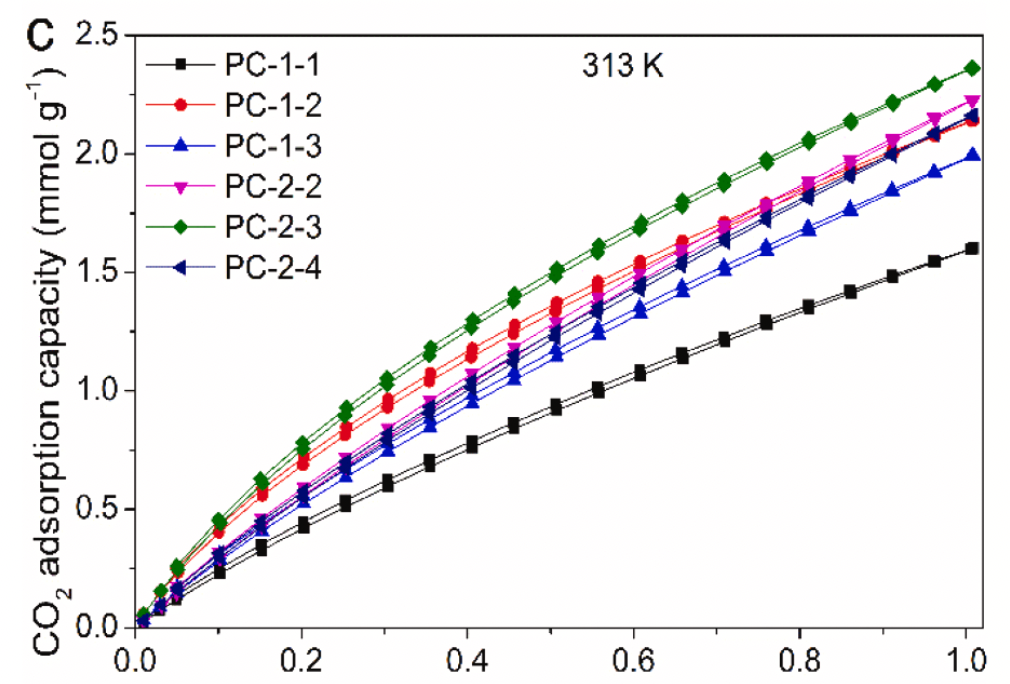 C
313 K
PC-1-1
PC-1-2
PC-1-3
PC-2-2
PC-2-3
PC-2-4
CO₂ adsorption capacity (mmol g⁻¹)
2.5
2.0
1.5
1.0
0.5
0.0
0.0 0.2 0.4 0.6 0.8 1.0